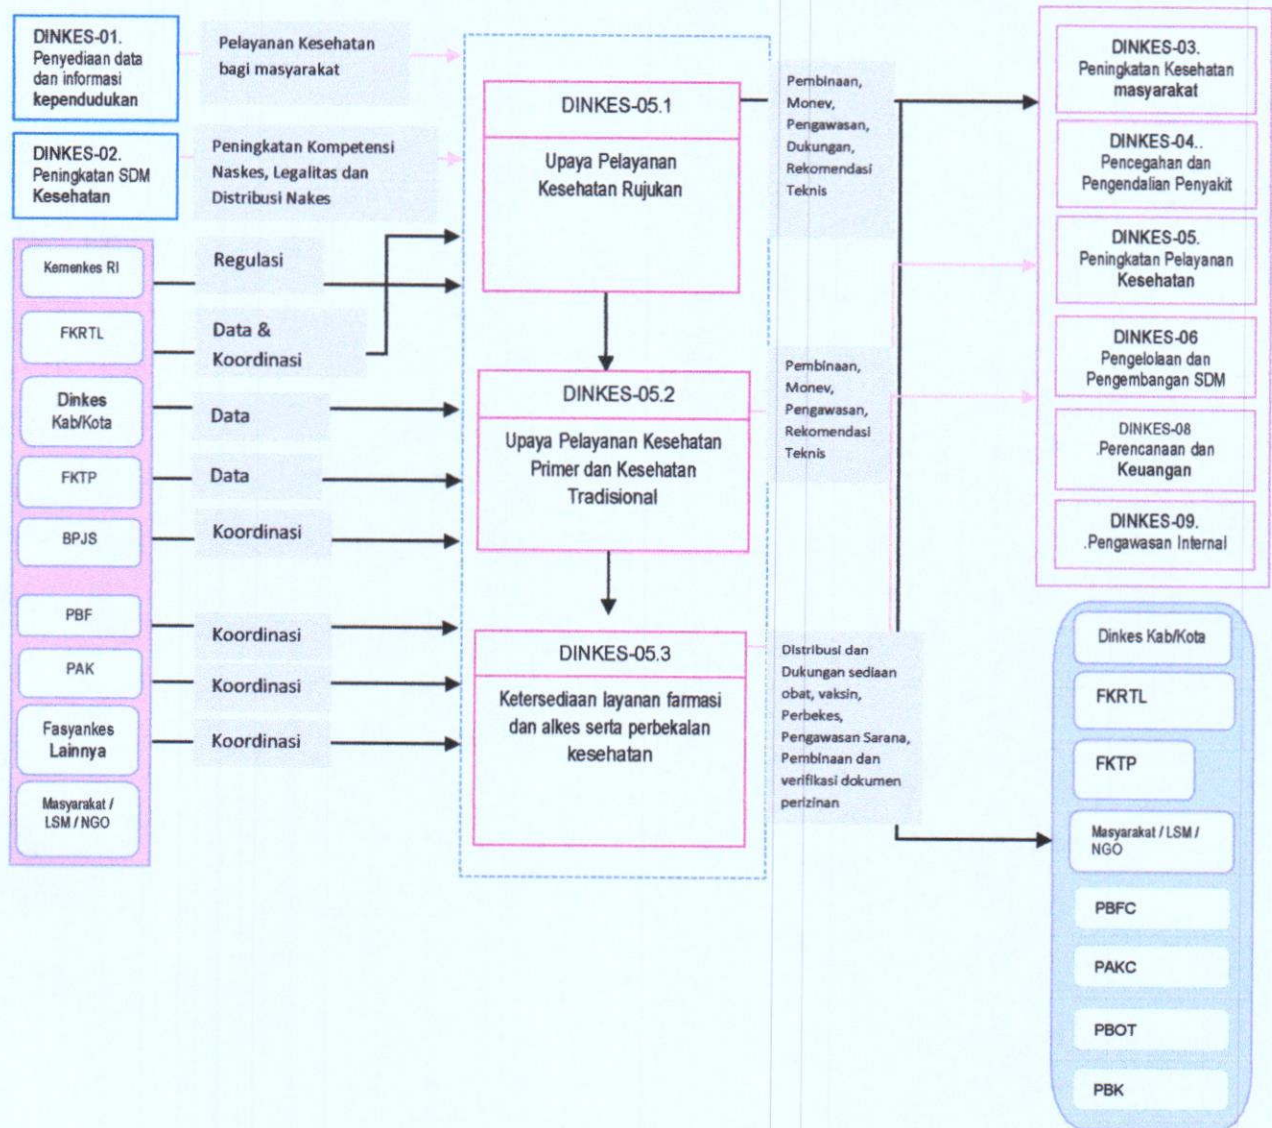 DINKES-01.
Penyediaan data
dan informasi
kependudukan
Pelayanan Kesehatan
bagi masyarakat
DINKES-02.
Peningkatan SDM
Kesehatan
Peningkatan Kompetensi
Naskes, Legalitas dan
Distribusi Nakes
Kemenkes RI
FKRTL
Dinkes
Kab/Kota
FKTP
BPJS
PBF
PAK
Fasyankes
Lainnya
Masyarakat /
LSM / NGO
Regulasi
Data &
Koordinasi
Data
Data
Koordinasi
Koordinasi
Koordinasi
Koordinasi
DINKES-05.1
Upaya Pelayanan
Kesehatan Rujukan
DINKES-05.2
Upaya Pelayanan Kesehatan
Primer dan Kesehatan
Tradisional
DINKES-05.3
Ketersediaan layanan farmasi
dan alkes serta perbekalan
kesehatan
Pembinaan,
Monev,
Pengawasan,
Dukungan,
Rekomendasi
Teknis
Pembinaan,
Monev,
Pengawasan,
Rekomendasi
Teknis
Distribusi dan
Dukungan sediaan
obat, vaksin,
Perbekes,
Pengawasan Sarana,
Pembinaan dan
verifikasi dokumen
perizinan
DINKES-03.
Peningkatan Kesehatan
masyarakat
DINKES-04..
Pencegahan dan
Pengendalian Penyakit
DINKES-05.
Peningkatan Pelayanan
Kesehatan
DINKES-06
Pengelolaan dan
Pengembangan SDM
DINKES-08
.Perencanaan dan
Keuangan
DINKES-09.
.Pengawasan Internal
Dinkes Kab/Kota
FKRTL
FKTP
Masyarakat / LSM /
NGO
PBFC
PAKC
PBOT
PBK